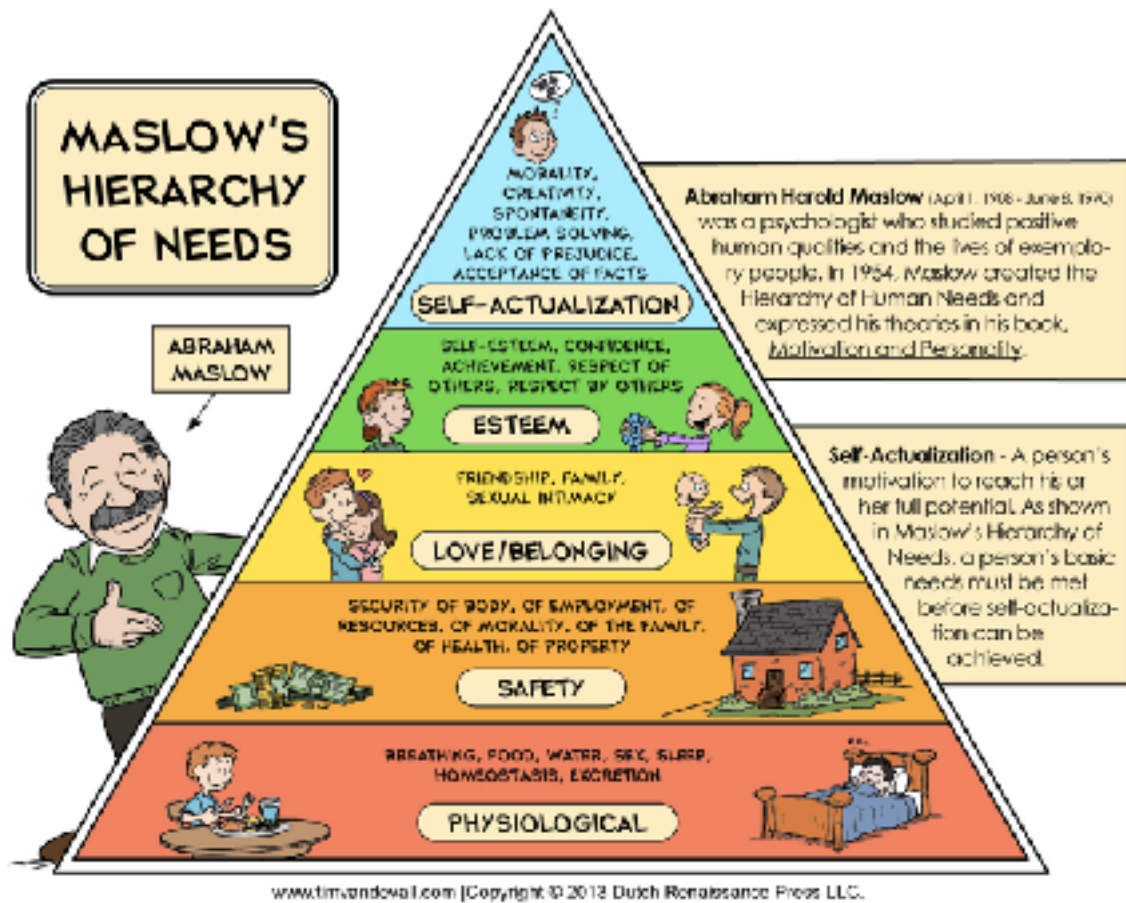 MASLOW'S
HIERARCHY
OF NEEDS
ABRAHAM
MASLOW
MORALITY,
CREATIVITY,
SPONTANEITY,
PROBLEM SOLVING,
LACK OF PREJUDICE,
ACCEPTANCE OF FACTS
SELF-ACTUALIZATION
SELF-ESTEEM, CONFIDENCE,
ACHIEVEMENT, RESPECT OF
OTHERS, RESPECT BY OTHERS
ESTEEM
FRIENDSHIP, FAMILY,
SEXUAL INTIMACY
LOVE/BELONGING
SECURITY OF BODY, OF EMPLOYMENT, OF
RESOURCES, OF MORALITY, OF THE FAMILY,
OF HEALTH, OF PROPERTY
SAFETY
BREATHING, FOOD, WATER, SEX, SLEEP,
HOMEOSTASIS, EXCRETION
PHYSIOLOGICAL
Abraham Harold Maslow (April 1, 1908 - June 8, 1970)
was a psychologist who studied positive
human qualities and the lives of exempla-
ry people. In 1954, Maslow created the
Hierarchy of Human Needs and
expressed his theories in his book,
Motivation and Personality.
Self-Actualization - A person's
motivation to reach his or
her full potential. As shown
in Maslow's Hierarchy of
Needs, a person's basic
needs must be met
before self-actualiza-
tion can be
achieved.
www.timvandevall.com | Copyright © 2013 Dutch Renaissance Press LLC.